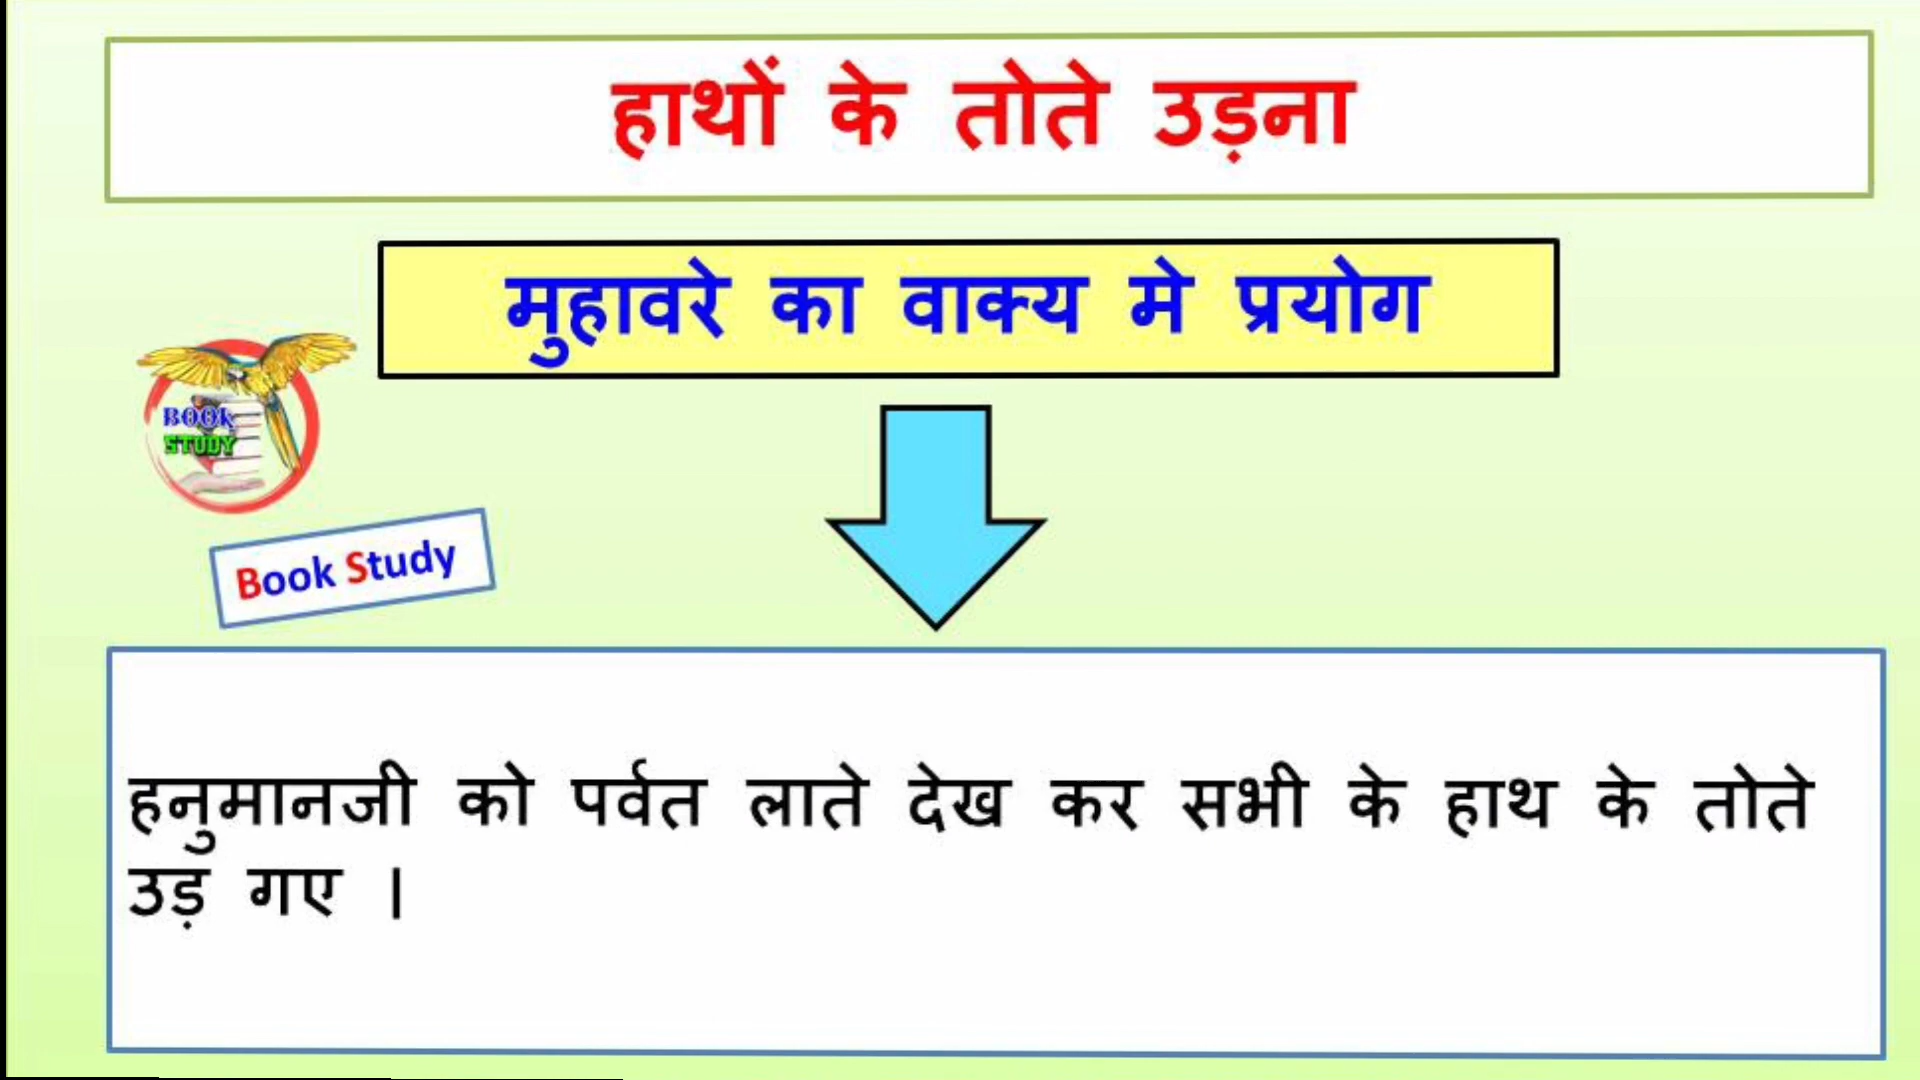 हाथों के तोते उड़ना
मुहावरे का वाक्य मे प्रयोग
BOOK
STUDY
Book Study
हनुमानजी को पर्वत लाते देख कर सभी के हाथ के तोते
उड़ गए ।